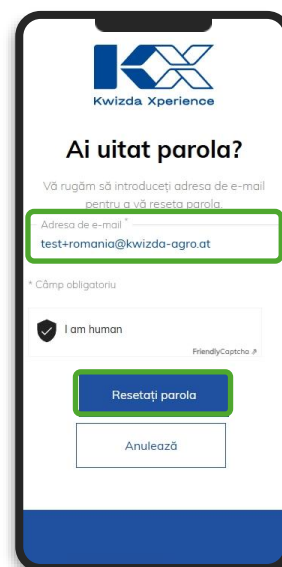 KX
Kwizda Xperience
Ai uitat parola?
Vă rugăm să introduceți adresa de e-mail
pentru a vă reseta parola.
Adresa de e-mail *
test+romania@kwizda-agro.at
* Câmp obligatoriu
I am human
FriendlyCaptcha ⇗
Resetați parola
Anulează